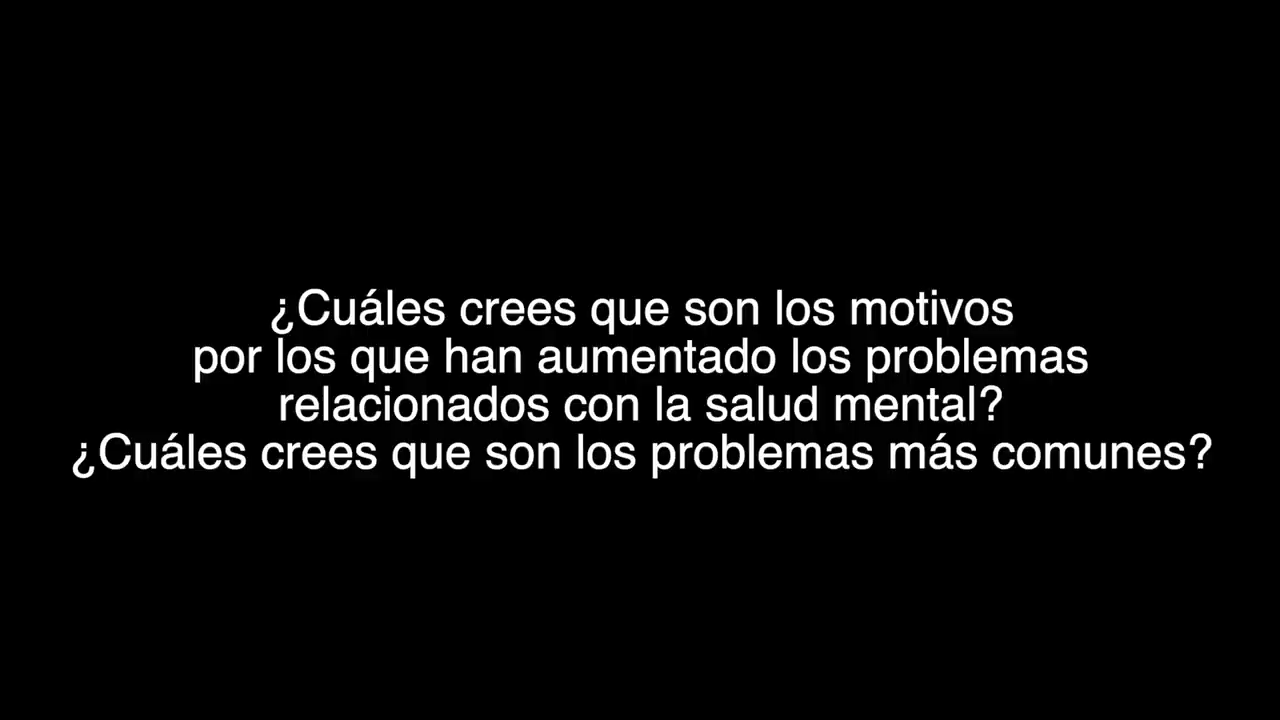 ¿Cuáles crees que son los motivos
por los que han aumentado los problemas
relacionados con la salud mental?
¿Cuáles crees que son los problemas más comunes?